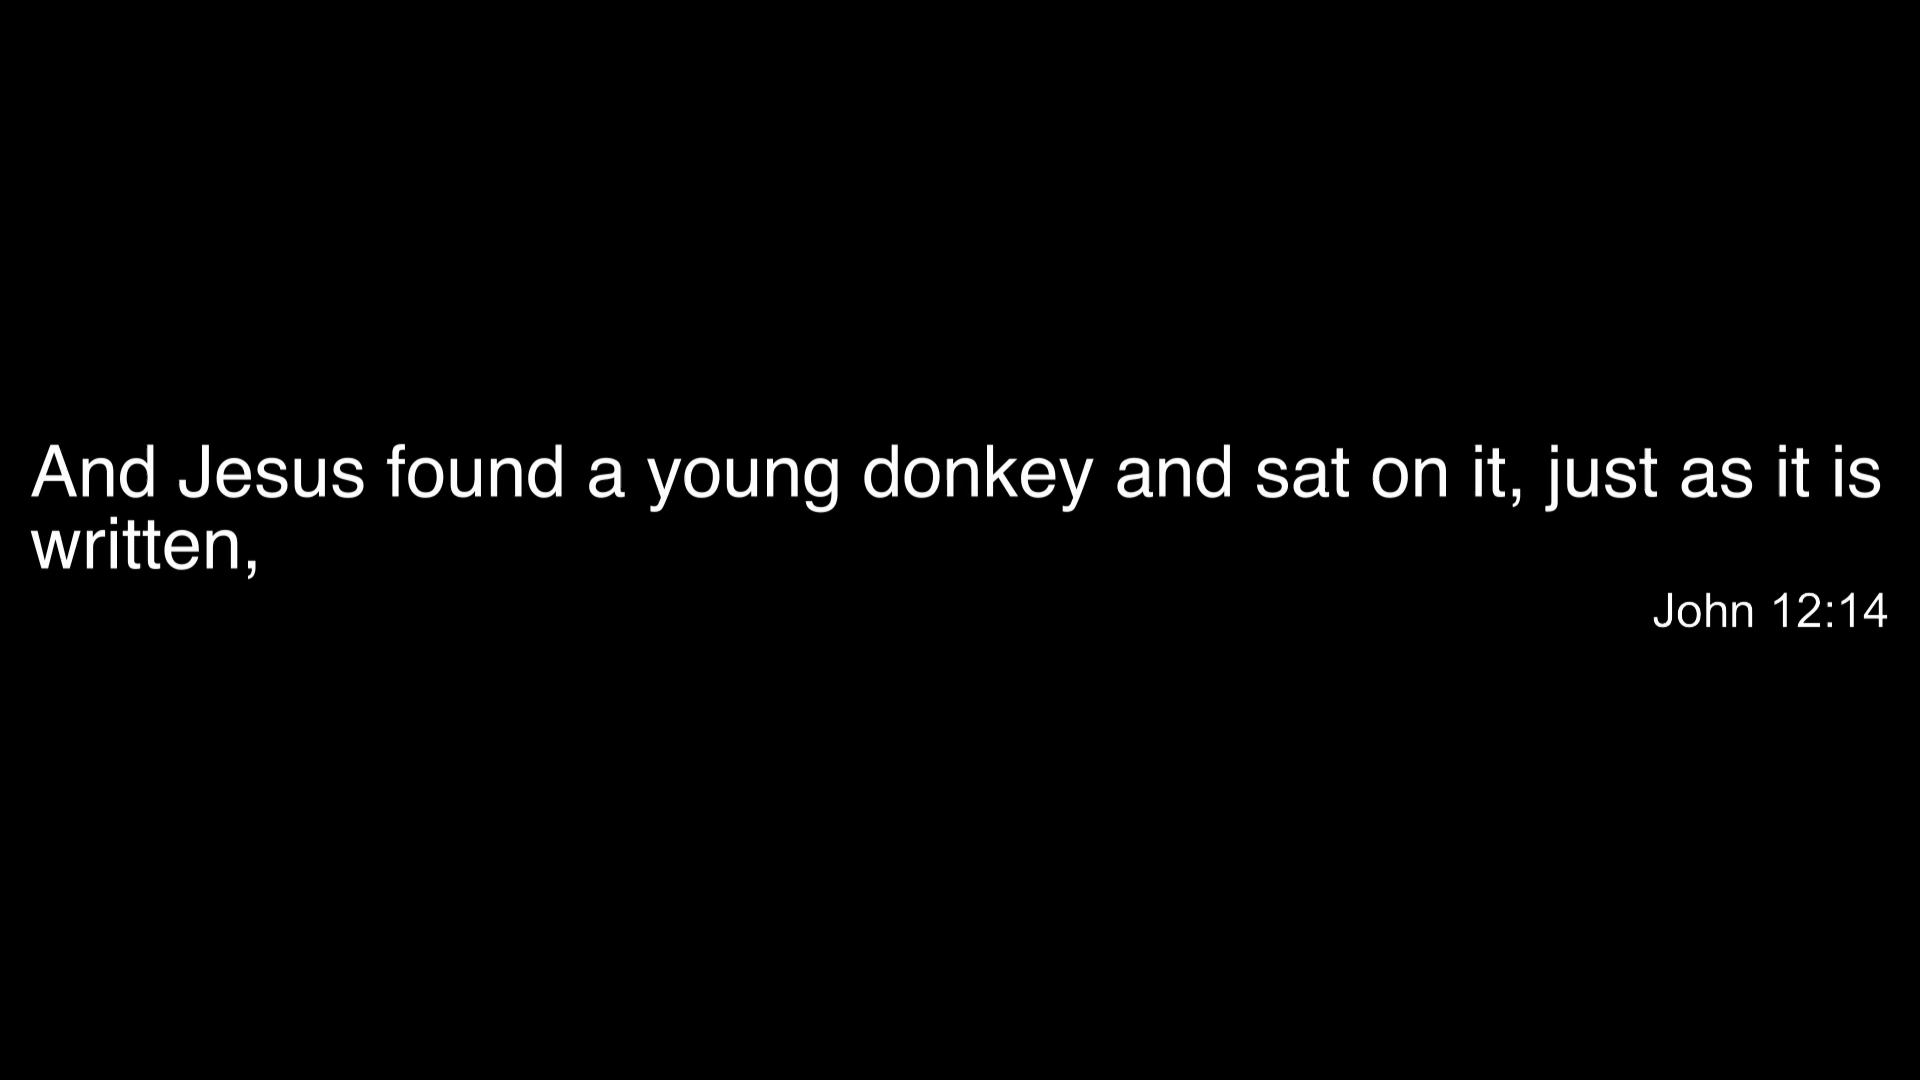 And Jesus found a young donkey and sat on it, just as it is
written,
John 12:14